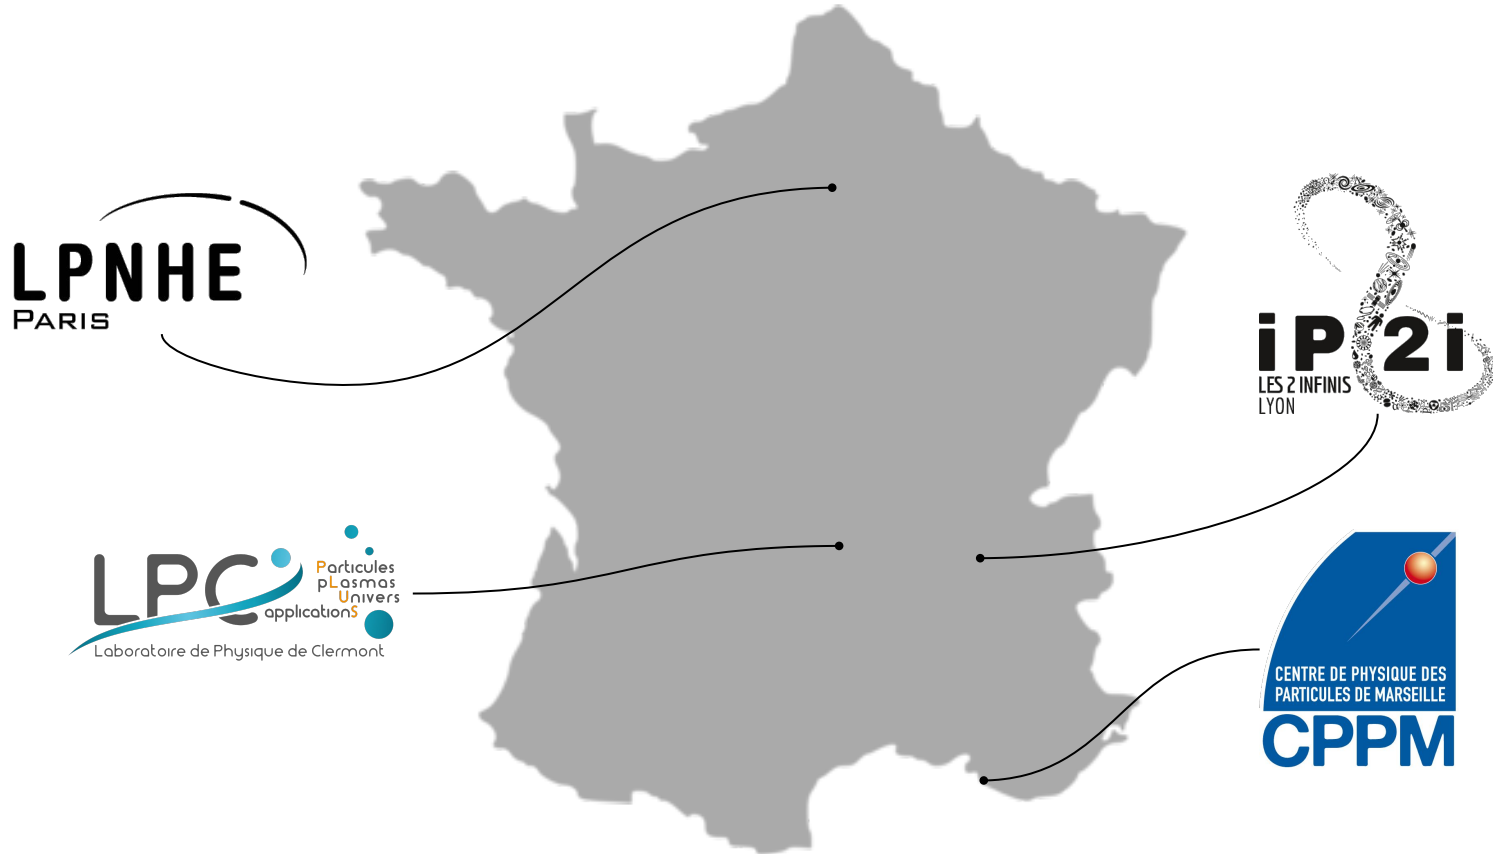 LPNHE
PARIS
iP2i
LES 2 INFINIS
LYON
LPC
Particules
pLasmas
Univers
applicationS
Laboratoire de Physique de Clermont
CENTRE DE PHYSIQUE DES
PARTICULES DE MARSEILLE
CPPM